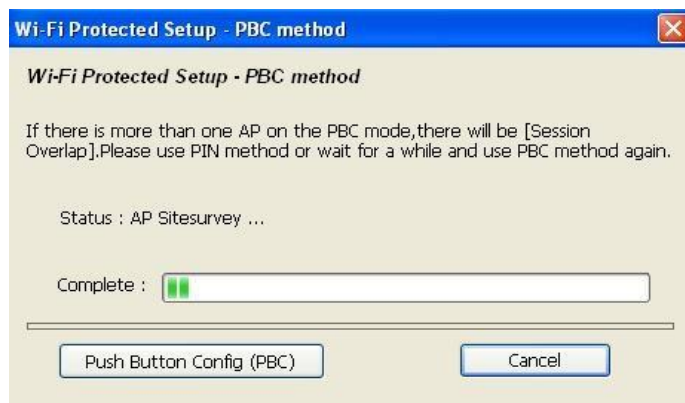 Wi-Fi Protected Setup - PBC method
Wi-Fi Protected Setup - PBC method
If there is more than one AP on the PBC mode,there will be [Session
Overlap].Please use PIN method or wait for a while and use PBC method again.
Status : AP Sitesurvey ...
Complete :
Push Button Config (PBC)
Cancel